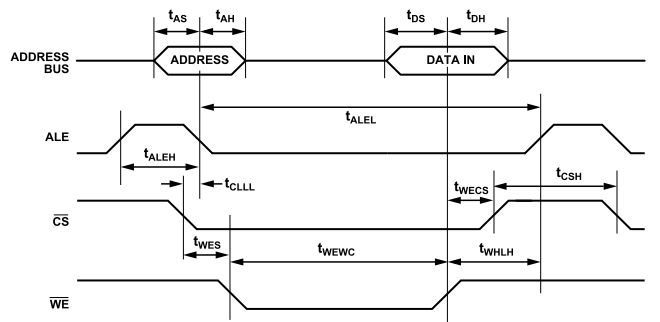 tAS tAH tDS tDH
ADDRESS
BUS
ADDRESS DATA IN
tALEL
ALE
tALEH
tCLLL
tWECS tCSH
CS
tWES tWEWC tWHLH
WE